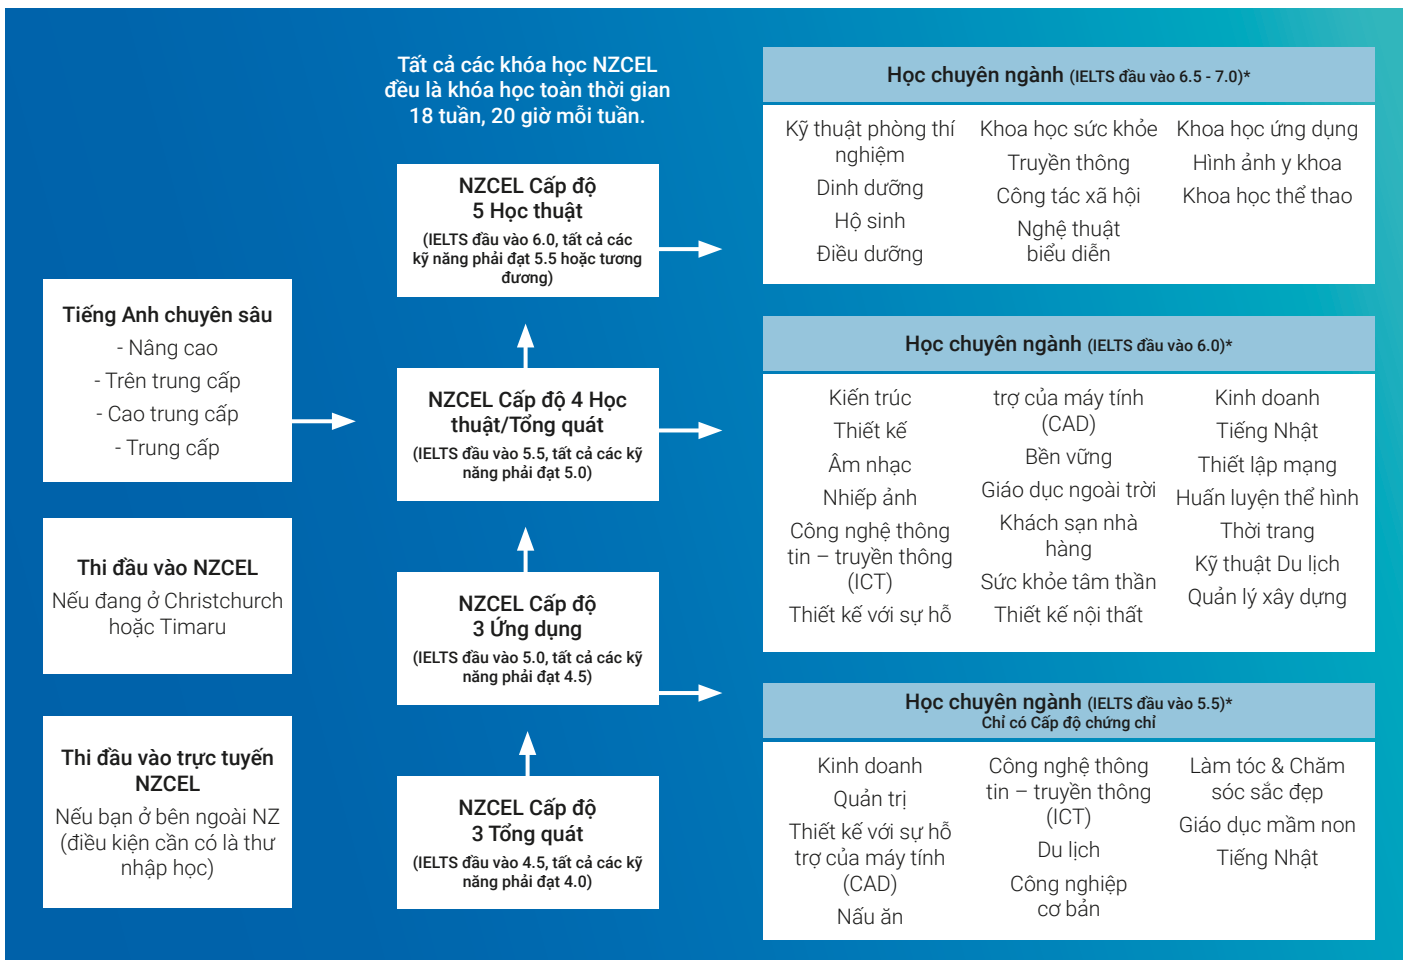 Tất cả các khóa học NZCEL
đều là khóa học toàn thời gian
18 tuần, 20 giờ mỗi tuần.
Tiếng Anh chuyên sâu
- Nâng cao
- Trên trung cấp
- Cao trung cấp
- Trung cấp
Thi đầu vào NZCEL
Nếu đang ở Christchurch
hoặc Timaru
Thi đầu vào trực tuyến
NZCEL
Nếu bạn ở bên ngoài NZ
(điều kiện cần có là thư
nhập học)
NZCEL Cấp độ
5 Học thuật
(IELTS đầu vào 6.0, tất cả các
kỹ năng phải đạt 5.5 hoặc tương
đương)
NZCEL Cấp độ 4 Học
thuật/Tổng quát
(IELTS đầu vào 5.5, tất cả các kỹ
năng phải đạt 5.0)
NZCEL Cấp độ
3 Ứng dụng
(IELTS đầu vào 5.0, tất cả các kỹ
năng phải đạt 4.5)
NZCEL Cấp độ
3 Tổng quát
(IELTS đầu vào 4.5, tất cả các kỹ
năng phải đạt 4.0)
Học chuyên ngành (IELTS đầu vào 6.5 - 7.0)*
Kỹ thuật phòng thí
nghiệm
Dinh dưỡng
Hộ sinh
Điều dưỡng
Khoa học sức khỏe
Truyền thông
Công tác xã hội
Nghệ thuật
biểu diễn
Khoa học ứng dụng
Hình ảnh y khoa
Khoa học thể thao
Học chuyên ngành (IELTS đầu vào 6.0)*
Kiến trúc
Thiết kế
Âm nhạc
Nhiếp ảnh
Công nghệ thông
tin – truyền thông
(ICT)
Thiết kế với sự hỗ
trợ của máy tính
(CAD)
Bền vững
Giáo dục ngoài trời
Khách sạn nhà
hàng
Sức khỏe tâm thần
Thiết kế nội thất
Kinh doanh
Tiếng Nhật
Thiết lập mạng
Huấn luyện thể hình
Thời trang
Kỹ thuật Du lịch
Quản lý xây dựng
Học chuyên ngành (IELTS đầu vào 5.5)*
Chỉ có Cấp độ chứng chỉ
Kinh doanh
Quản trị
Thiết kế với sự hỗ
trợ của máy tính
(CAD)
Nấu ăn
Công nghệ thông
tin – truyền thông
(ICT)
Du lịch
Công nghiệp
cơ bản
Làm tóc & Chăm
sóc sắc đẹp
Giáo dục mầm non
Tiếng Nhật